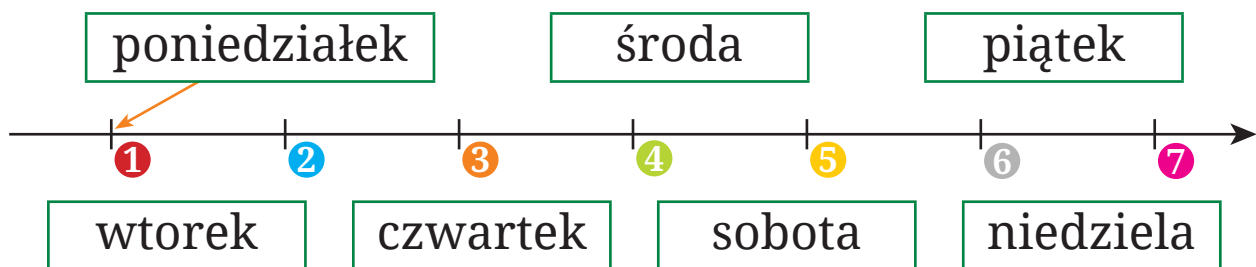 poniedziałek środa piątek
1 2 3 4 5 6 7
wtorek czwartek sobota niedziela